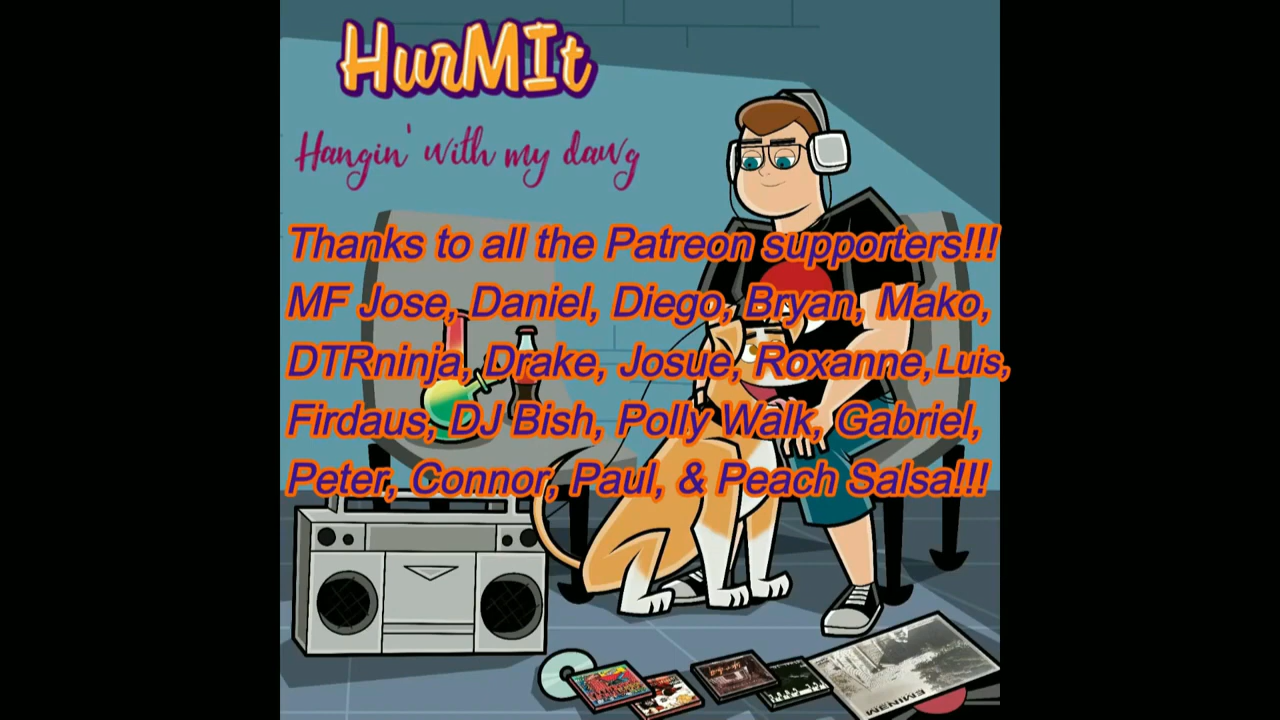 HurMIt
Hangin' with my dawg
Thanks to all the Patreon supporters!!!
MF Jose, Daniel, Diego, Bryan, Mako,
DTRninja, Drake, Josue, Roxanne, Luis,
Firdaus, DJ Bish, Polly Walk, Gabriel,
Peter, Connor, Paul, & Peach Salsa!!!
EMINEM